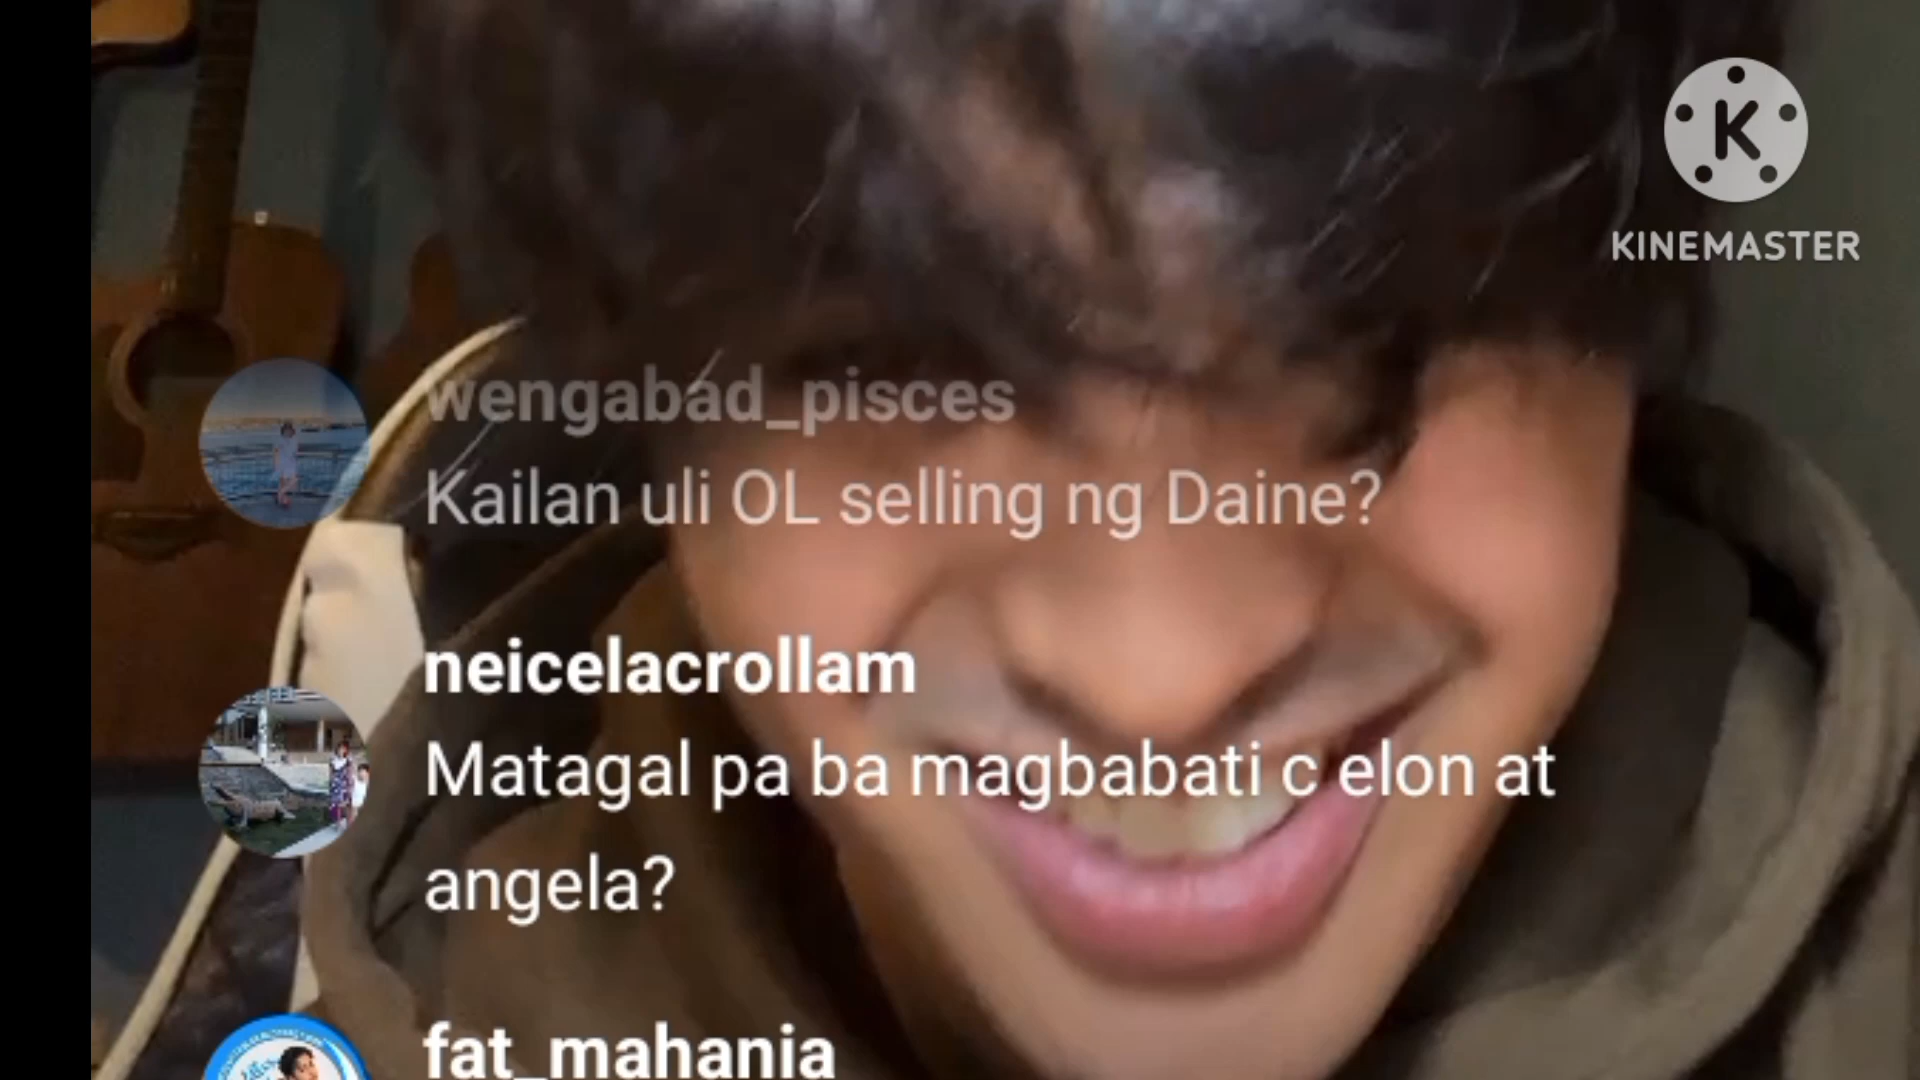 K
KINEMASTER
wengabad_pisces
Kailan uli OL selling ng Daine?
neicelacrollam
Matagal pa ba magbabati c elon at
angela?
fat_mahania